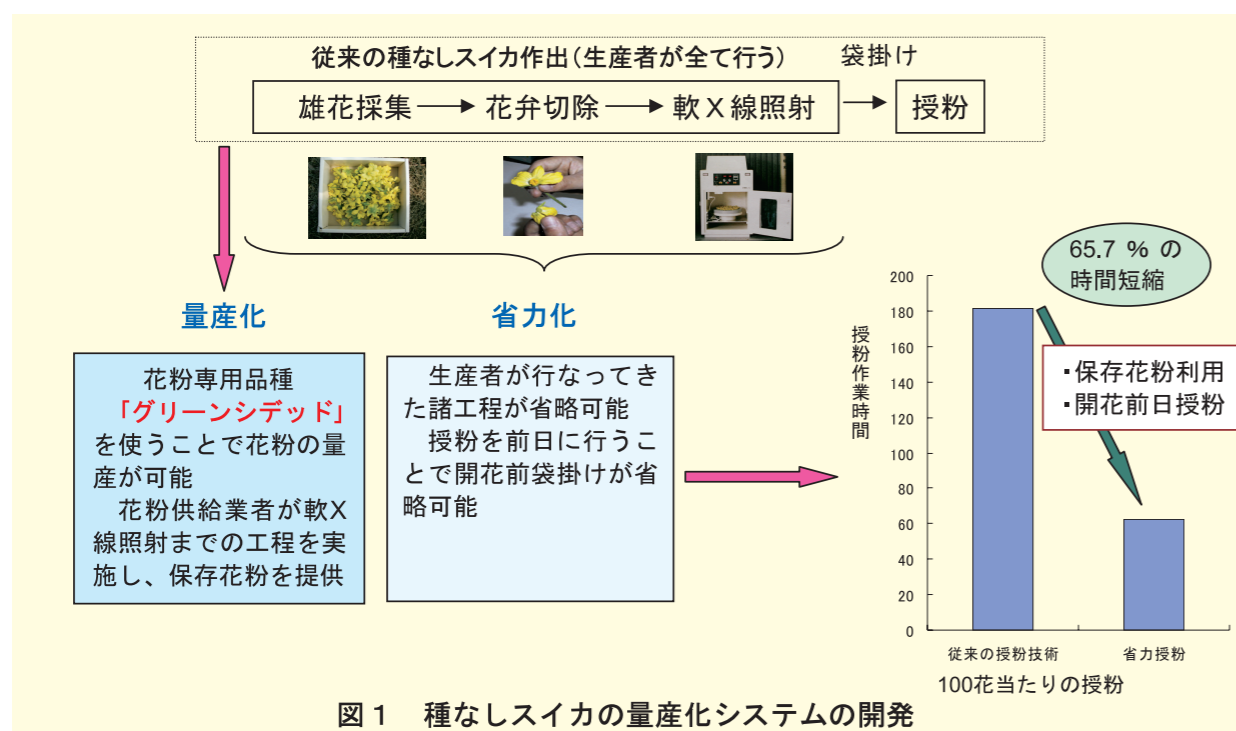 従来の種なしスイカ作出（生産者が全て行う）
袋掛け
雄花採集
花弁切除
軟Ｘ線照射
授粉
量産化
花粉専用品種
「グリーンシデッド」
を使うことで花粉の量
産が可能
花粉供給業者が軟X
線照射までの工程を実
施し、保存花粉を提供
省力化
生産者が行なってき
た諸工程が省略可能
授粉を前日に行うこ
とで開花前袋掛けが省
略可能
65.7 % の
時間短縮
・保存花粉利用
・開花前日授粉
授粉作業時間
200
180
160
140
120
100
80
60
40
20
0
従来の授粉技術
省力授粉
100花当たりの授粉
図１　種なしスイカの量産化システムの開発